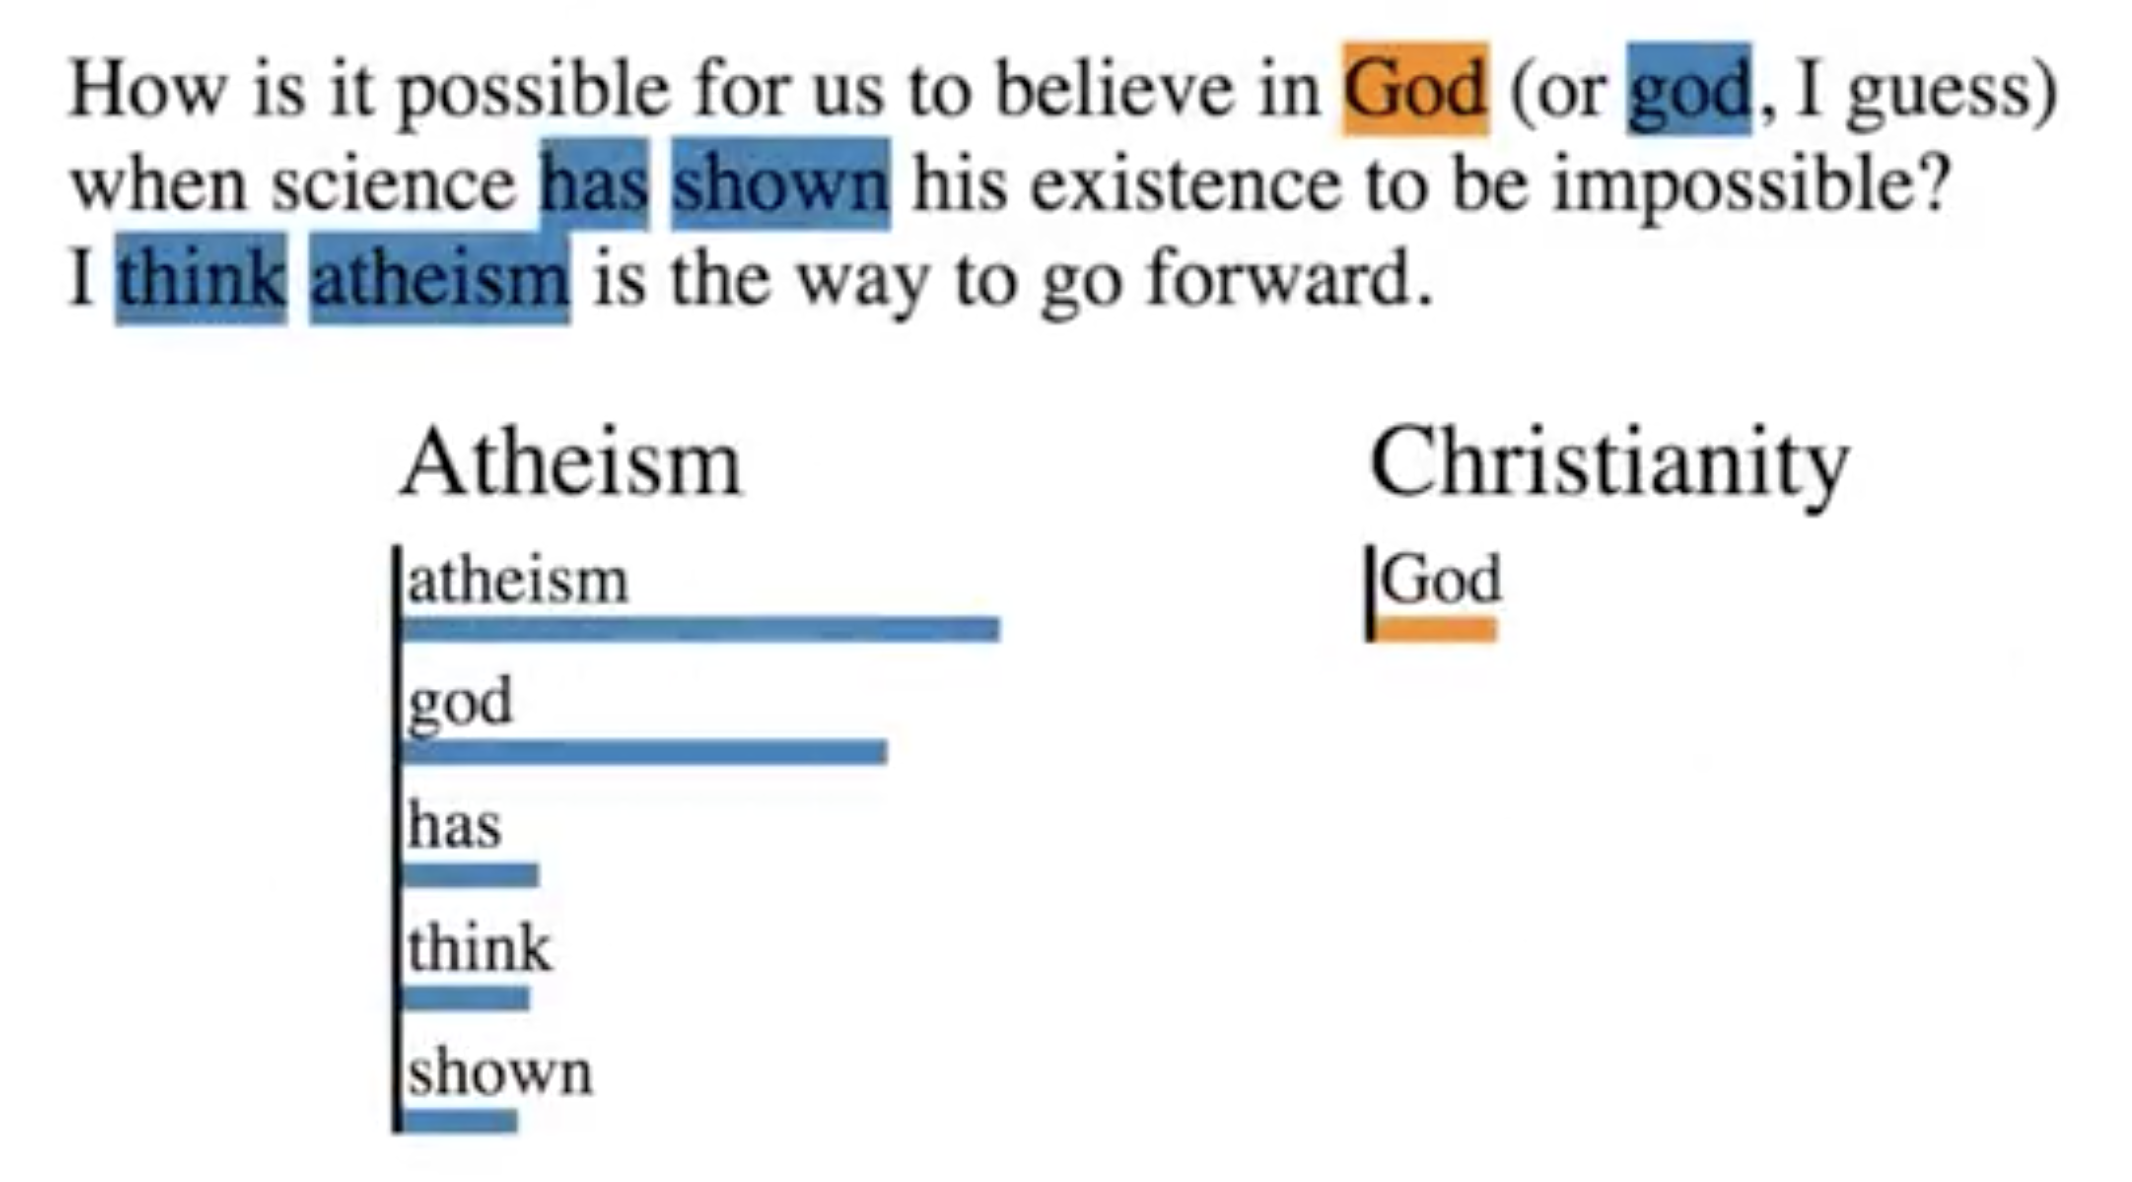 How is it possible for us to believe in God (or god, I guess)
when science has shown his existence to be impossible?
I think atheism is the way to go forward.
Atheism
atheism
god
has
think
shown
Christianity
God